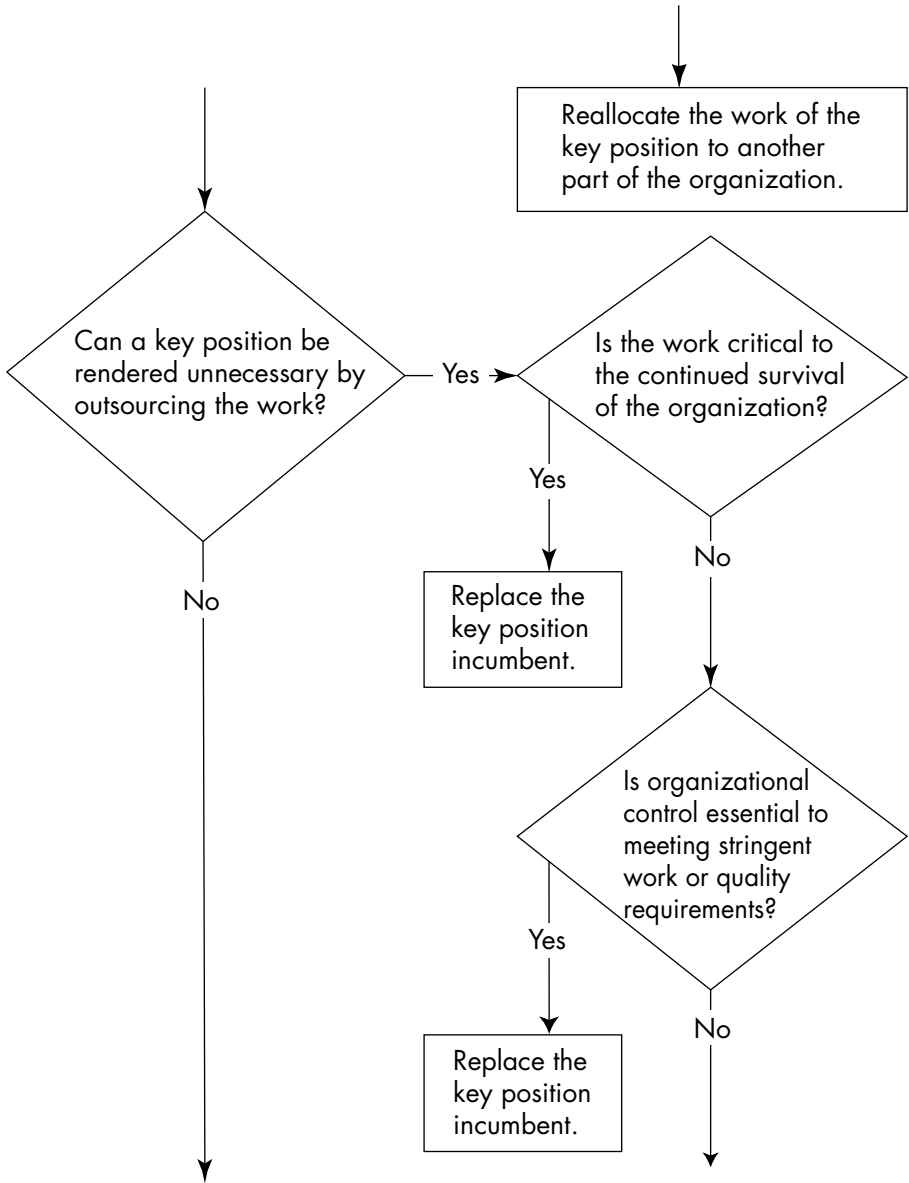 Reallocate the work of the
key position to another
part of the organization.
Can a key position be
rendered unnecessary by
outsourcing the work?
Yes
Is the work critical to
the continued survival
of the organization?
Yes
No
No
Replace the
key position
incumbent.
Is organizational
control essential to
meeting stringent
work or quality
requirements?
Yes
No
Replace the
key position
incumbent.